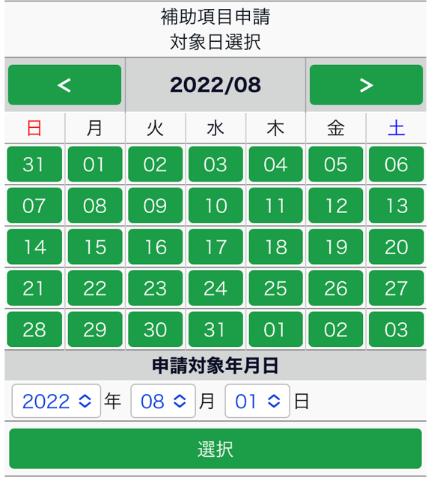 補助項目申請
対象日選択
< 2022/08 >
日 月 火 水 木 金 土
31 01 02 03 04 05 06
07 08 09 10 11 12 13
14 15 16 17 18 19 20
21 22 23 24 25 26 27
28 29 30 31 01 02 03
申請対象年月日
2022 年 08 月 01 日
選択